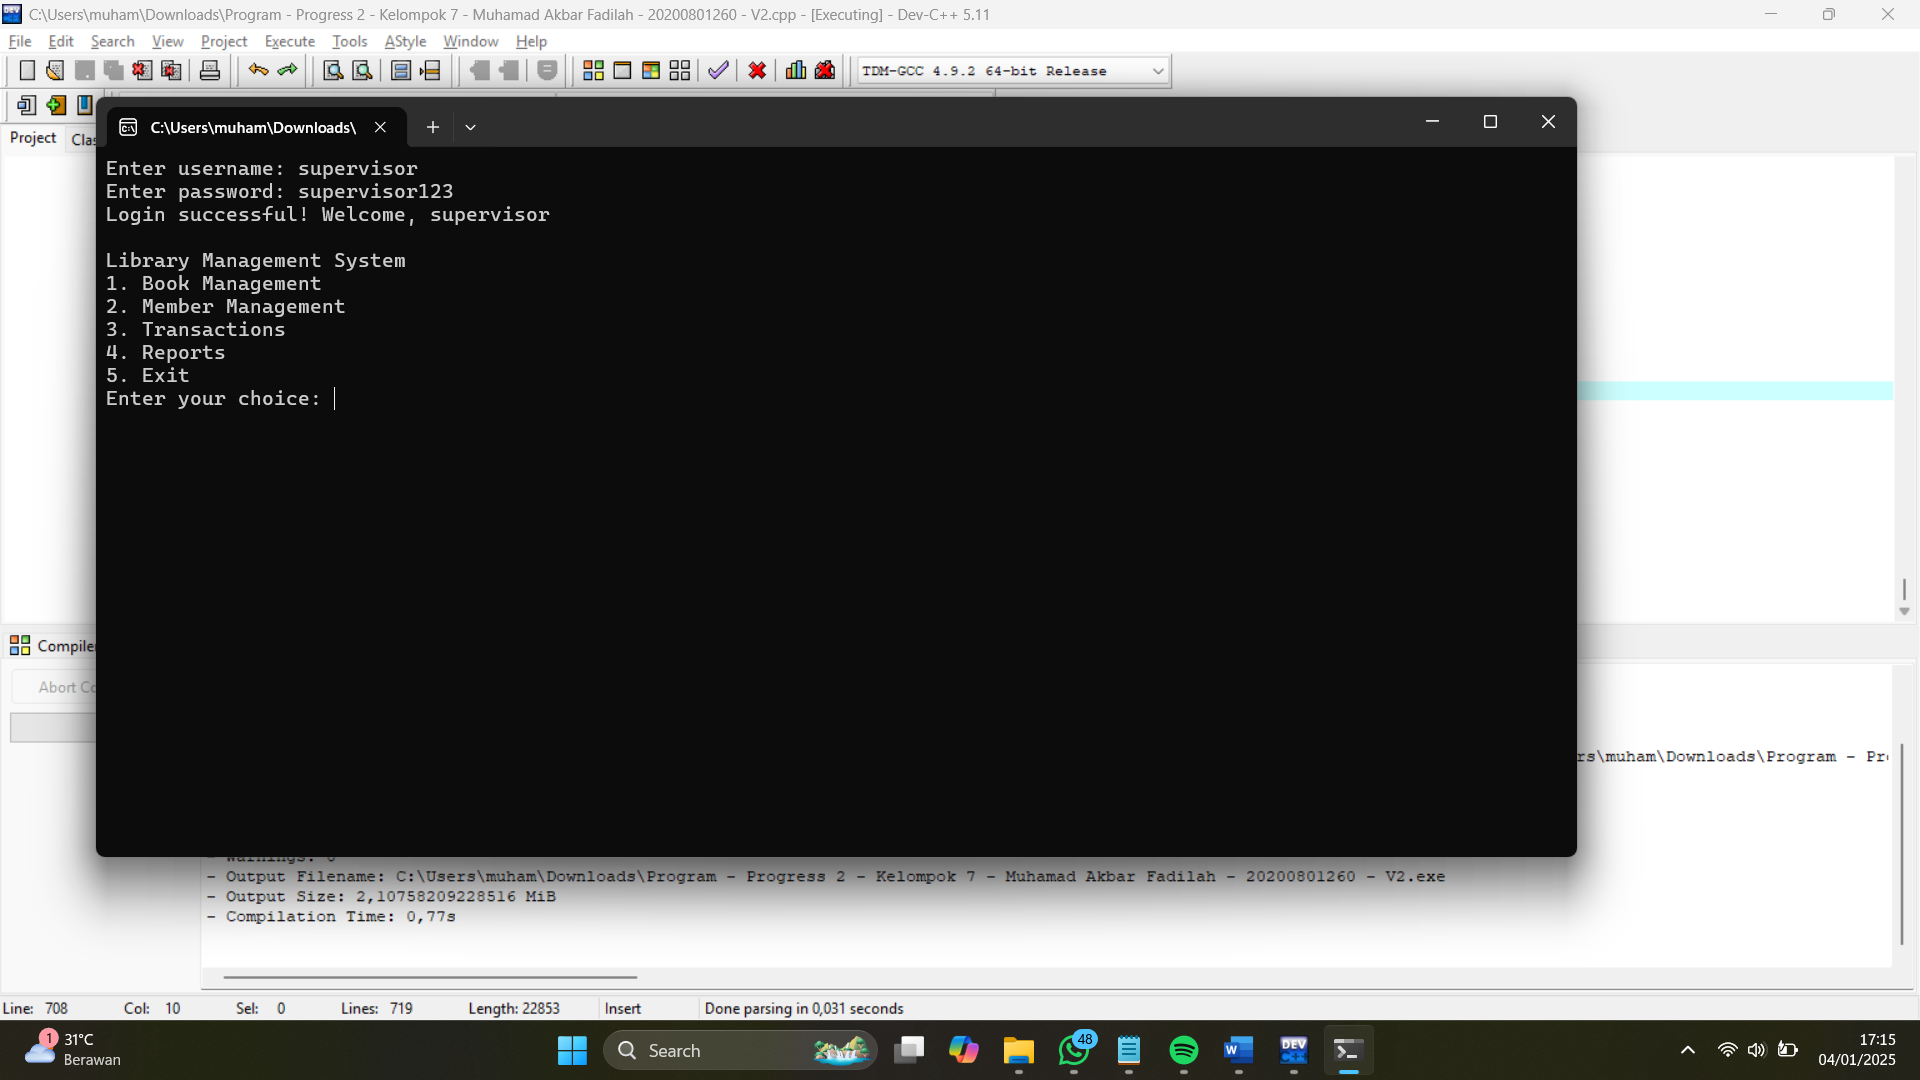 C:\Users\muham\Downloads\Program - Progress 2 - Kelompok 7 - Muhamad Akbar Fadilah - 20200801260 - V2.cpp - [Executing] - Dev-C++ 5.11
File Edit Search View Project Execute Tools AStyle Window Help
TDM-GCC 4.9.2 64-bit Release
Project
C:\Users\muham\Downloads\
Enter username: supervisor
Enter password: supervisor123
Login successful! Welcome, supervisor
Library Management System
1. Book Management
2. Member Management
3. Transactions
4. Reports
5. Exit
Enter your choice:
Abort
rs\muham\Downloads\Program - Pr
- Warnings: 0
- Output Filename: C:\Users\muham\Downloads\Program - Progress 2 - Kelompok 7 - Muhamad Akbar Fadilah - 20200801260 - V2.exe
- Output Size: 2,10758209228516 MiB
- Compilation Time: 0,77s
Line: 708 Col: 10 Sel: 0 Lines: 719 Length: 22853 Insert Done parsing in 0,031 seconds
1 31°C
Berawan
Search
48
DEV
17:15
04/01/2025